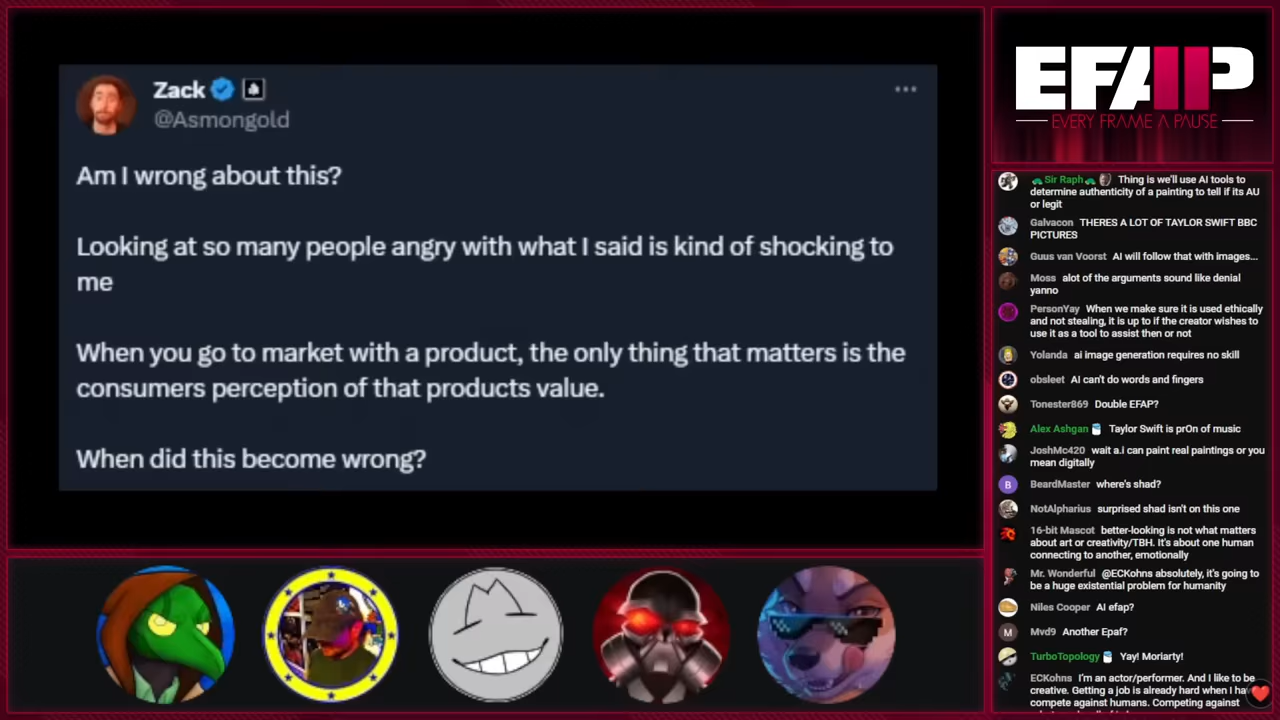 Zack
@Asmongold
Am I wrong about this?
Looking at so many people angry with what I said is kind of shocking to
me
When you go to market with a product, the only thing that matters is the
consumers perception of that products value.
When did this become wrong?
EFAP
EVERY FRAME A PAUSE
Sir Raph Thing is we'll use AI tools to
determine authenticity of a painting to tell if its AU
or legit
Galvacon THERES A LOT OF TAYLOR SWIFT BBC
PICTURES
Guus van Voorst AI will follow that with images...
Moss alot of the arguments sound like denial
yanno
PersonYay When we make sure it is used ethically
and not stealing, it is up to if the creator wishes to
use it as a tool to assist then or not
Yolanda ai image generation requires no skill
obsleet AI can't do words and fingers
Tonester869 Double EFAP?
Alex Ashgan Taylor Swift is pr0n of music
JoshMc420 wait a.i can paint real paintings or you
mean digitally
B
BeardMaster where's shad?
NotAlpharius surprised shad isn't on this one
16-bit Mascot better-looking is not what matters
about art or creativity/TBH. It's about one human
connecting to another, emotionally
Mr. Wonderful @ECKohns absolutely, it's going to
be a huge existential problem for humanity
Niles Cooper AI efap?
M
Mvd9 Another Epaf?
TurboTopology Yay! Moriarty!
ECKohns I'm an actor/performer. And I like to be
creative. Getting a job is already hard when I
compete against humans. Competing against